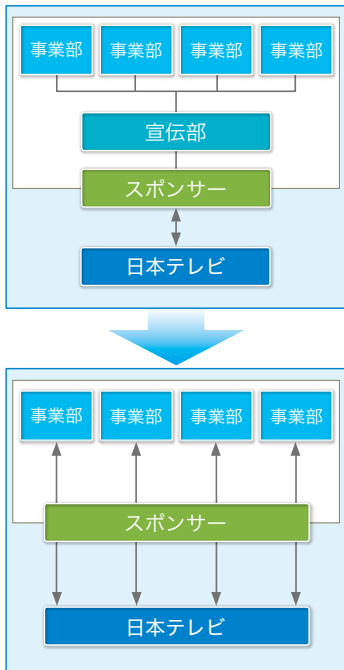 事業部 事業部 事業部 事業部
宣伝部
スポンサー
日本テレビ
事業部 事業部 事業部 事業部
スポンサー
日本テレビ